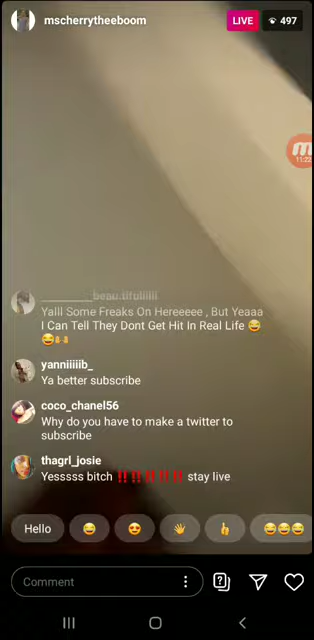 mscherrytheeboom
LIVE
497
11:22
Yalll Some Freaks On Hereeeee , But Yeaaa
I Can Tell They Dont Get Hit In Real Life 😂
😂🙌
yanniiiiib_
Ya better subscribe
coco_chanel56
Why do you have to make a twitter to
subscribe
thagrl_josie
Yesssss bitch ‼️‼️‼️‼️‼️ stay live
Hello 😂 😍 👋 👍 😂😂😂
Comment